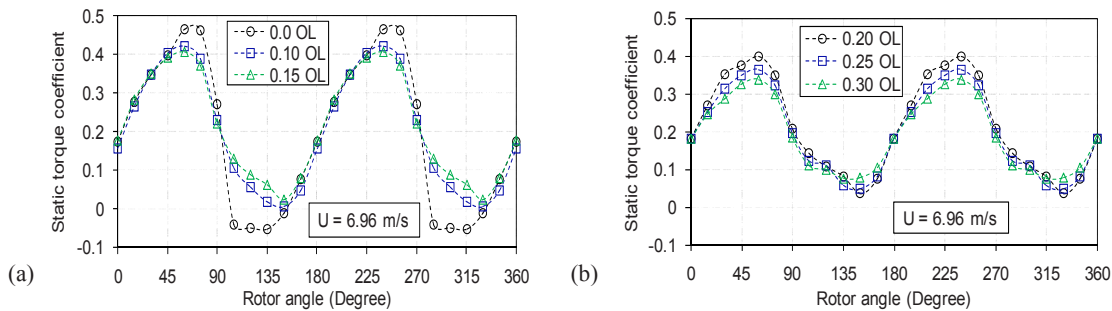 (a)
Static torque coefficient
0.5
0.4
0.3
0.2
0.1
0
-0.1
0.0 OL
0.10 OL
0.15 OL
U = 6.96 m/s
0 45 90 135 180 225 270 315 360
Rotor angle (Degree)
(b)
Static torque coefficient
0.5
0.4
0.3
0.2
0.1
0
-0.1
0.20 OL
0.25 OL
0.30 OL
U = 6.96 m/s
0 45 90 135 180 225 270 315 360
Rotor angle (Degree)